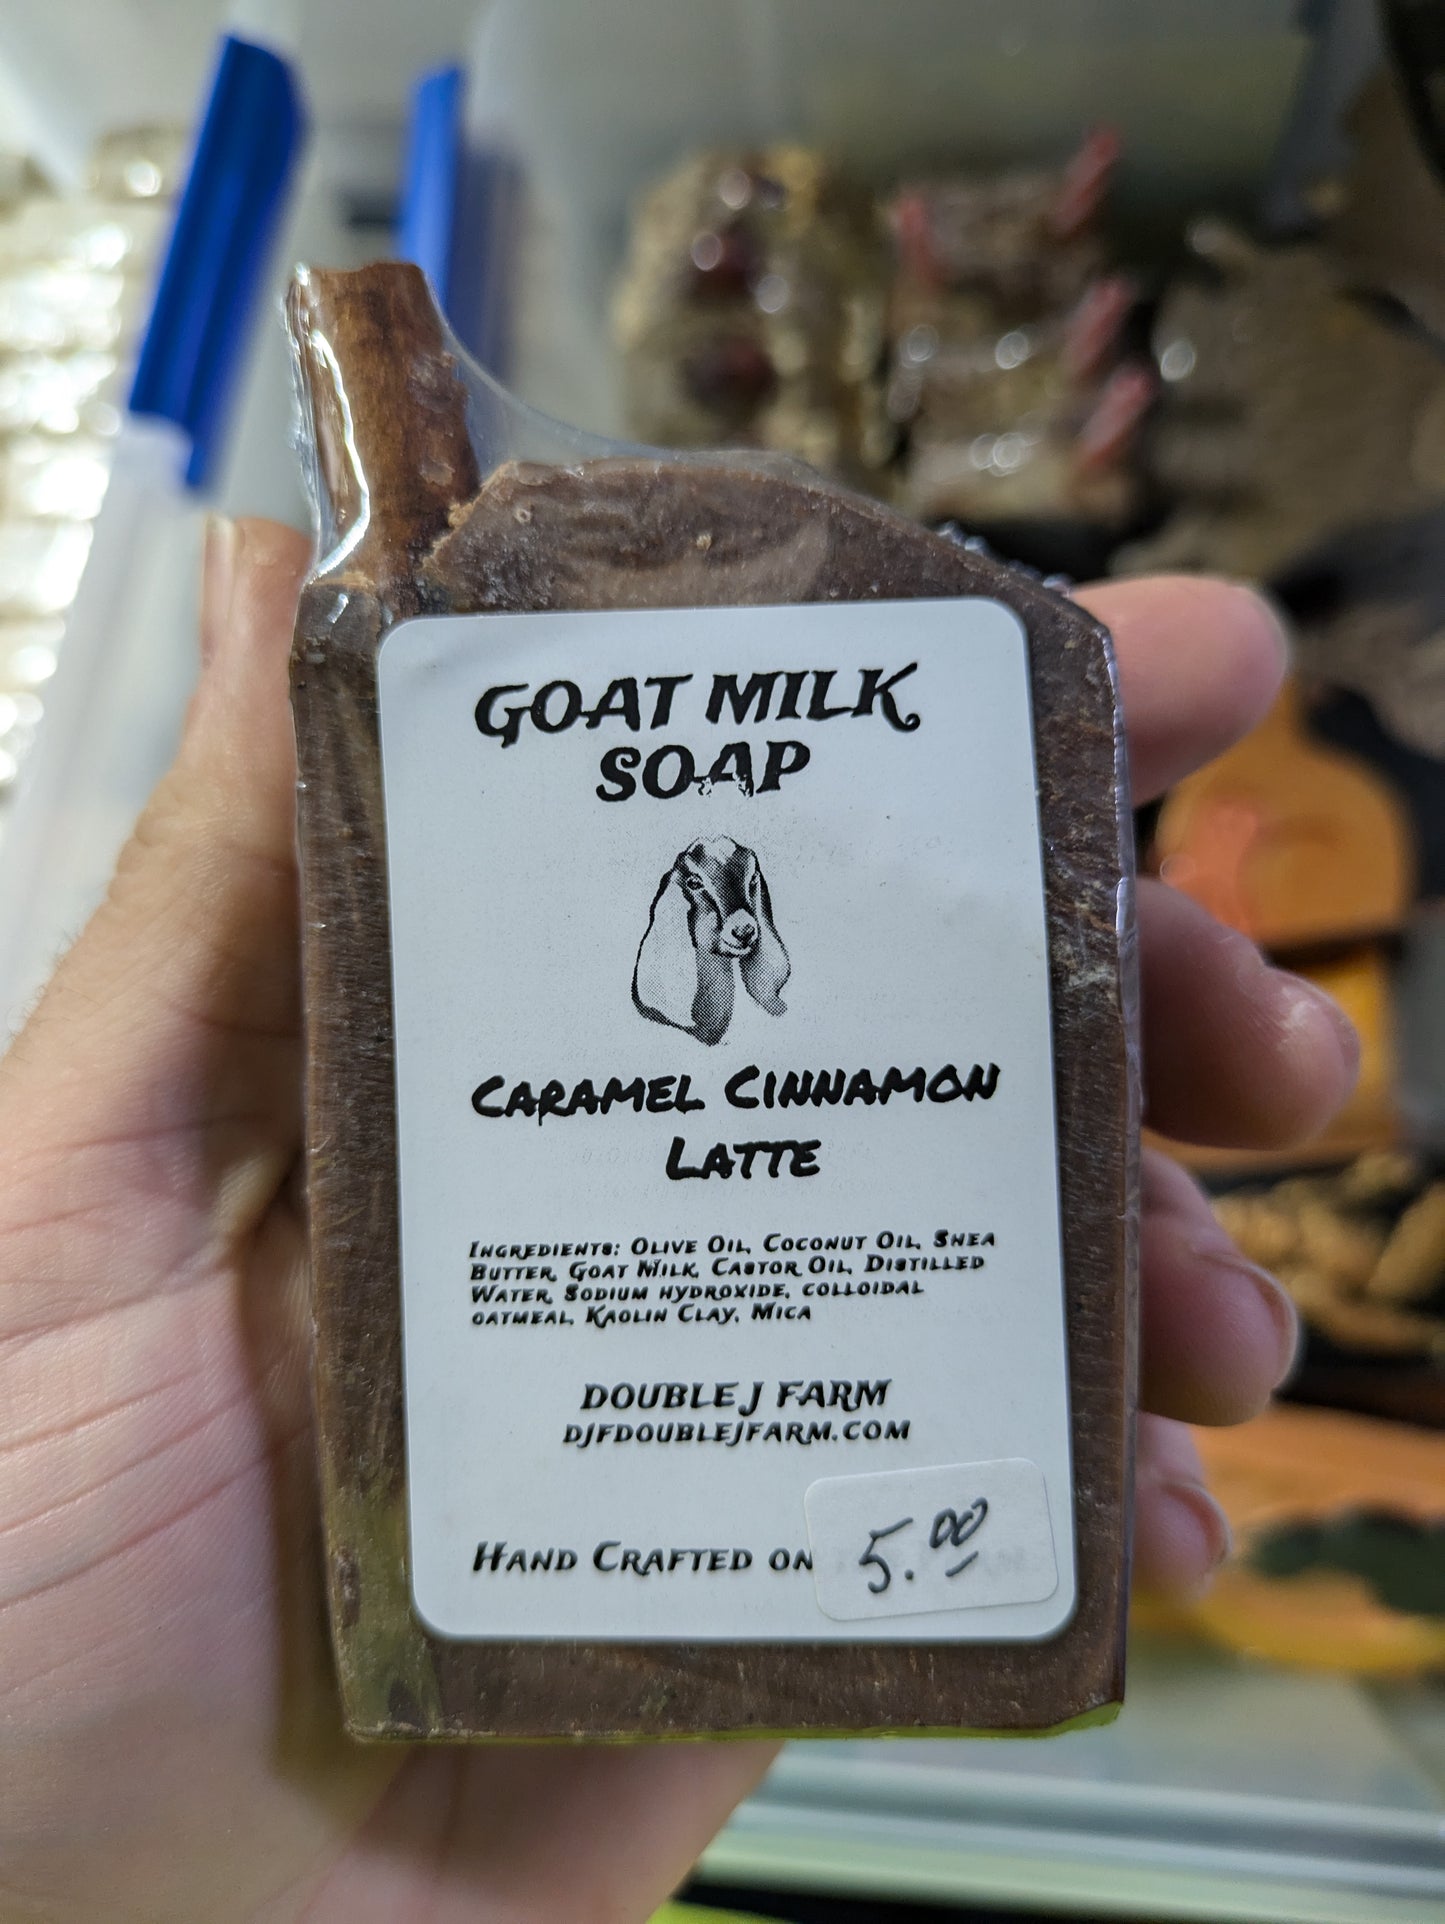 GOAT MILK
SOAP
CARAMEL CINNAMON
LATTE
INGREDIENTS: OLIVE OIL, COCONUT OIL, SHEA
BUTTER, GOAT MILK, CASTOR OIL, DISTILLED
WATER, SODIUM HYDROXIDE, COLLOIDAL
OATMEAL, KAOLIN CLAY, MICA
DOUBLE J FARM
DJFDOUBLEJFARM.COM
HAND CRAFTED ON
5.00